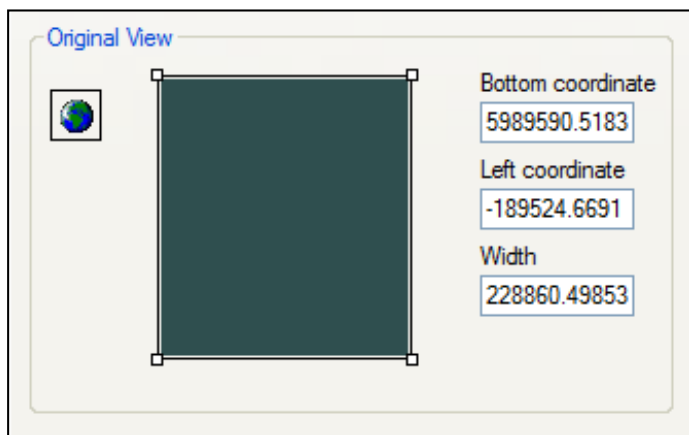 Original View
Bottom coordinate
5989590.5183
Left coordinate
-189524.6691
Width
228860.49853